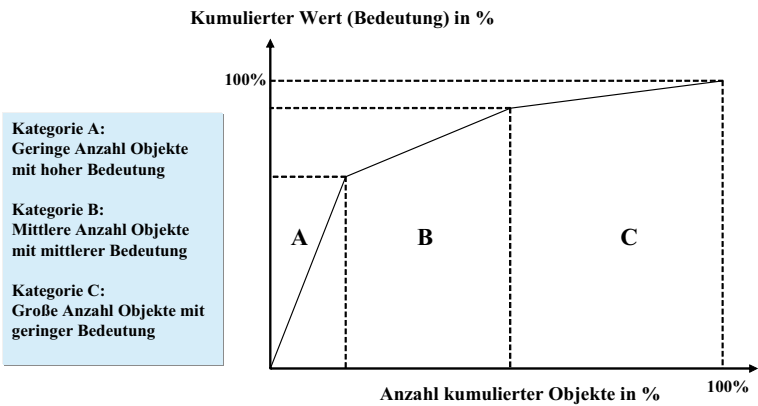 Kumulierter Wert (Bedeutung) in %
100%
Kategorie A:
Geringe Anzahl Objekte
mit hoher Bedeutung
Kategorie B:
Mittlere Anzahl Objekte
mit mittlerer Bedeutung
Kategorie C:
Große Anzahl Objekte mit
geringer Bedeutung
A
B
C
Anzahl kumulierter Objekte in %
100%